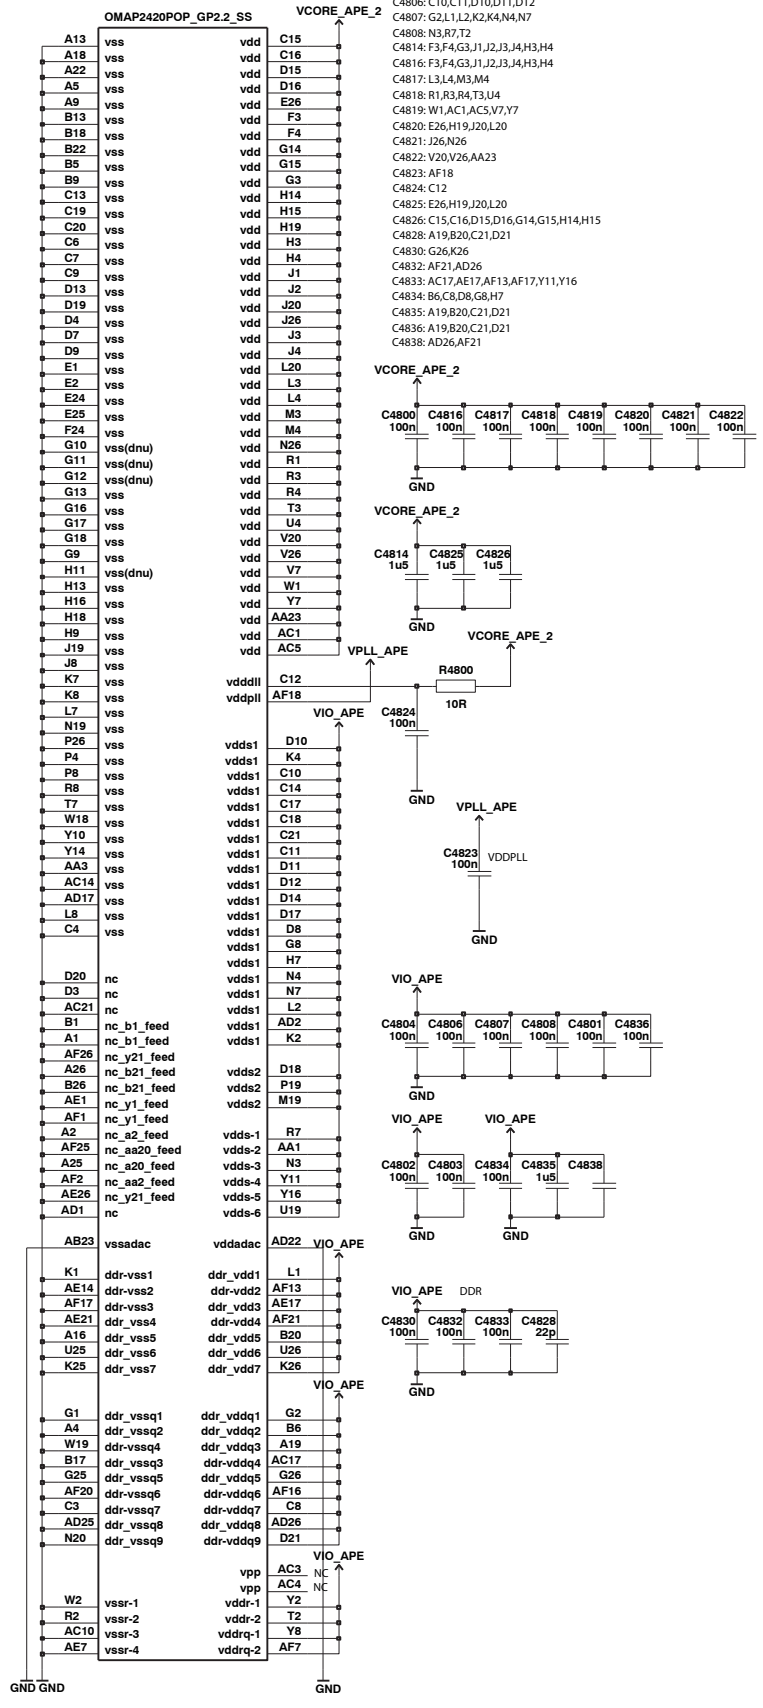 C4806: C10,C11,D10,D11,D12
OMAP2420POP_GP2.2_SS
VCORE_APE_2
C4807: G2,L1,L2,K2,K4,N4,N7
C4808: N3,R7,T2
C4814: F3,F4,G3,J1,J2,J3,J4,H3,H4
C4816: F3,F4,G3,J1,J2,J3,J4,H3,H4
C4817: L3,L4,M3,M4
C4818: R1,R3,R4,T3,U4
C4819: W1,AC1,AC5,V7,Y7
C4820: E26,H19,J20,L20
C4821: J26,N26
C4822: V20,V26,AA23
C4823: AF18
C4824: C12
C4825: E26,H19,J20,L20
C4826: C15,C16,D15,D16,G14,G15,H14,H15
C4828: A19,B20,C21,D21
C4830: G26,K26
C4832: AF21,AD26
C4833: AC17,AE17,AF13,AF17,Y11,Y16
C4834: B6,C8,D8,G8,H7
C4835: A19,B20,C21,D21
C4836: A19,B20,C21,D21
C4838: AD26,AF21
A13 vss vdd C15
A18 vss vdd C16
A22 vss vdd D15
A5 vss vdd D16
A9 vss vdd E26
B13 vss vdd F3
B18 vss vdd F4
B22 vss vdd G14
B5 vss vdd G15
B9 vss vdd G3
C13 vss vdd H14
C19 vss vdd H15
C20 vss vdd H19
C6 vss vdd H3
C7 vss vdd H4
C9 vss vdd J1
D13 vss vdd J2
D19 vss vdd J20
D4 vss vdd J26
D7 vss vdd J3
D9 vss vdd J4
E1 vss vdd L20
E2 vss vdd L3
E24 vss vdd L4
E25 vss vdd M3
F24 vss vdd M4
G10 vss(dnu) vdd N26
G11 vss(dnu) vdd R1
G12 vss(dnu) vdd R3
G13 vss vdd R4
G16 vss vdd T3
G17 vss vdd U4
G18 vss vdd V20
G9 vss vdd V26
H11 vss(dnu) vdd V7
H13 vss vdd W1
H16 vss vdd Y7
H18 vss vdd AA23
H9 vss vdd AC1
J19 vss vdd AC5
J8 vss VPLL_APE
K7 vss vdddll C12
K8 vss vddpll AF18
L7 vss VIO_APE
N19 vss
P26 vss vdds1 D10
P4 vss vdds1 K4
P8 vss vdds1 C10
R8 vss vdds1 C14
T7 vss vdds1 C17
W18 vss vdds1 C18
Y10 vss vdds1 C21
Y14 vss vdds1 C11
AA3 vss vdds1 D11
AC14 vss vdds1 D12
AD17 vss vdds1 D14
L8 vss vdds1 D17
C4 vss vdds1 D8
vdds1 G8
vdds1 H7
D20 nc vdds1 N4
D3 nc vdds1 N7
AC21 nc vdds1 L2
B1 nc_b1_feed vdds1 AD2
A1 nc_b1_feed vdds1 K2
AF26 nc_y21_feed
A26 nc_b21_feed vdds2 D18
B26 nc_b21_feed vdds2 P19
AE1 nc_y1_feed vdds2 M19
AF1 nc_y1_feed
A2 nc_a2_feed vdds-1 R7
AF25 nc_aa20_feed vdds-2 AA1
A25 nc_a20_feed vdds-3 N3
AF2 nc_aa2_feed vdds-4 Y11
AE26 nc_y21_feed vdds-5 Y16
AD1 nc vdds-6 U19
AB23 vssadac vddadac AD22 VIO_APE
K1 ddr-vss1 ddr_vdd1 L1
AE14 ddr-vss2 ddr-vdd2 AF13
AF17 ddr-vss3 ddr_vdd3 AE17
AE21 ddr_vss4 ddr-vdd4 AF21
A16 ddr_vss5 ddr_vdd5 B20
U25 ddr_vss6 ddr_vdd6 U26
K25 ddr_vss7 ddr_vdd7 K26
VIO_APE
G1 ddr_vssq1 ddr_vddq1 G2
A4 ddr_vssq2 ddr_vddq2 B6
W19 ddr-vssq4 ddr_vddq3 A19
B17 ddr_vssq3 ddr-vddq4 AC17
G25 ddr_vssq5 ddr_vddq5 G26
AF20 ddr-vssq6 ddr-vddq6 AF16
C3 ddr-vssq7 ddr-vddq7 C8
AD25 ddr_vssq8 ddr_vddq8 AD26
N20 ddr_vssq9 ddr-vddq9 D21
VIO_APE
vpp AC3 NC
vpp AC4 NC
W2 vssr-1 vddr-1 Y2
R2 vssr-2 vddr-2 T2
AC10 vssr-3 vddrq-1 Y8
AE7 vssr-4 vddrq-2 AF7
GND GND GND
VCORE_APE_2
C4800 C4816 C4817 C4818 C4819 C4820 C4821 C4822
100n 100n 100n 100n 100n 100n 100n 100n
GND
VCORE_APE_2
C4814 C4825 C4826
1u5 1u5 1u5
GND
VCORE_APE_2
R4800
10R
C4824
100n
GND
VPLL_APE
C4823 VDDPLL
100n
GND
VIO_APE
C4804 C4806 C4807 C4808 C4801 C4836
100n 100n 100n 100n 100n 100n
GND
VIO_APE VIO_APE
C4802 C4803 C4834 C4835 C4838
100n 100n 100n 1u5
GND GND
VIO_APE DDR
C4830 C4832 C4833 C4828
100n 100n 100n 22p
GND